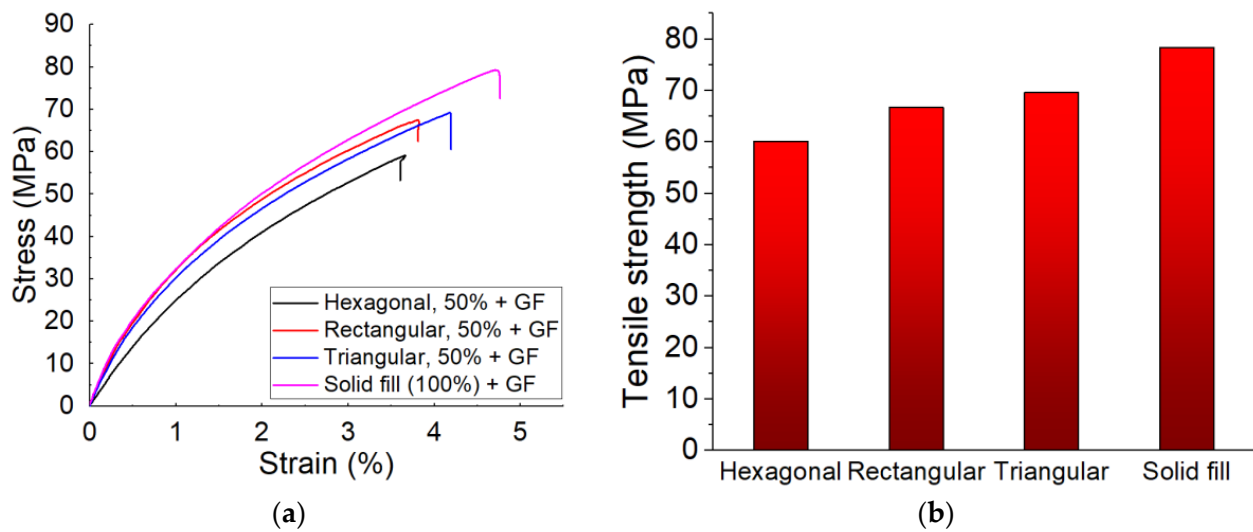 90
80
70
60
50
40
30
20
10
0
Stress (MPa)
0 1 2 3 4 5
Strain (%)
Hexagonal, 50% + GF
Rectangular, 50% + GF
Triangular, 50% + GF
Solid fill (100%) + GF
(a)
80
70
60
50
40
30
20
10
0
Tensile strength (MPa)
Hexagonal Rectangular Triangular Solid fill
(b)